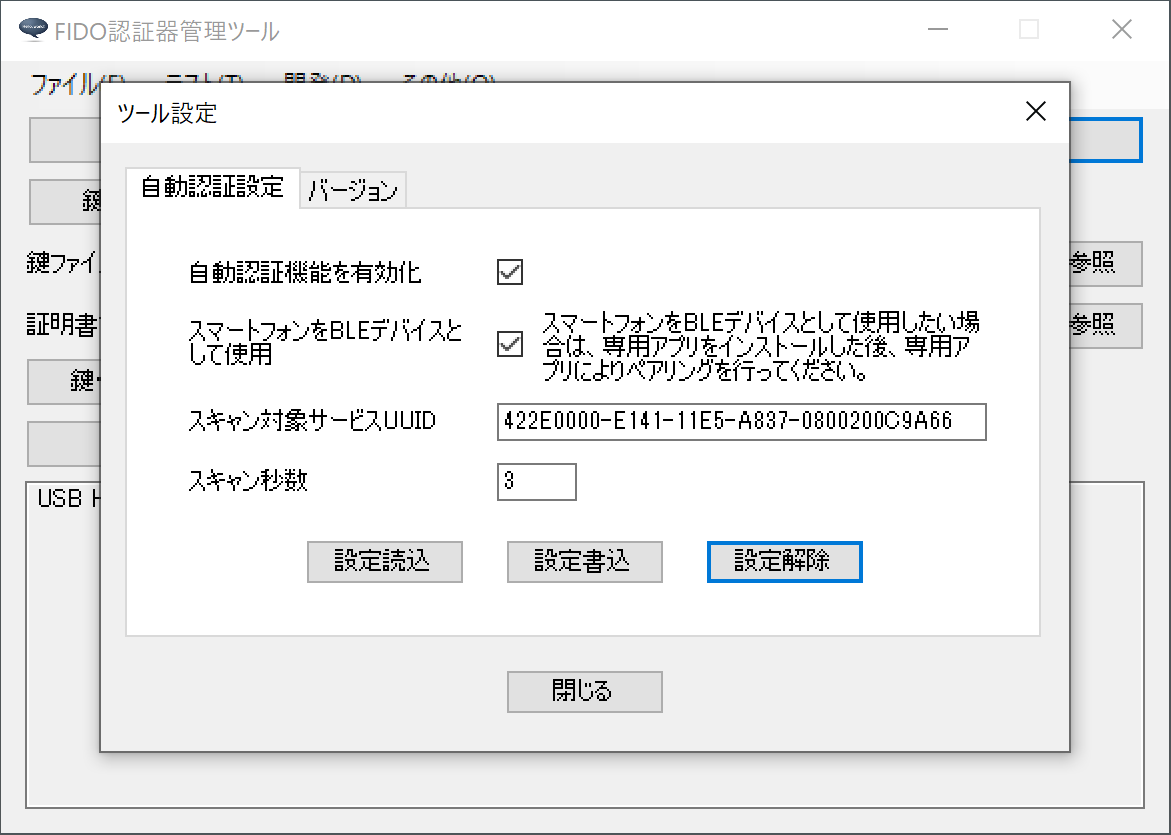 FIDO認証器管理ツール
ファイル(F) テスト(T) 開発(D) その他(O)
ツール設定
自動認証設定 バージョン
鍵
鍵ファイ
参照
自動認証機能を有効化
スマートフォンをBLEデバイスと
して使用
スマートフォンをBLEデバイスとして使用したい場
合は、専用アプリをインストールした後、専用ア
プリによりペアリングを行ってください。
証明書
参照
鍵・
スキャン対象サービスUUID
422E0000-E141-11E5-A837-0800200C9A66
スキャン秒数
3
USB H
設定読込 設定書込 設定解除
閉じる